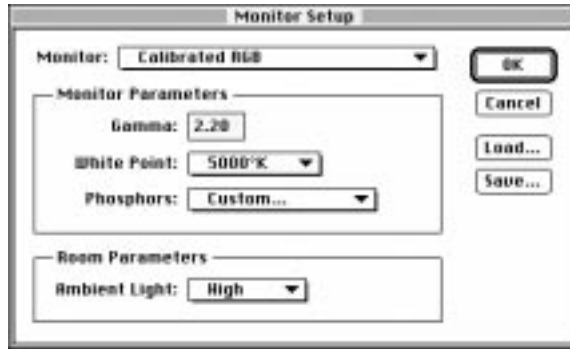 Monitor Setup
Monitor: Calibrated RGB
OK
Monitor Parameters
Cancel
Gamma: 2.20
Load...
White Point: 5000°K
Save...
Phosphors: Custom...
Room Parameters
Ambient Light: High